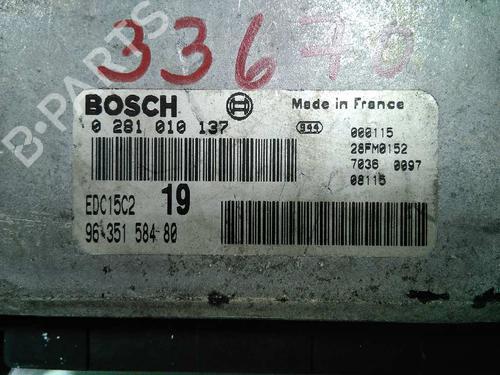 33670
BOSCH
Made in France
0 281 010 137
944
000115
28FM0152
7036 0097
08115
EDC15C2 19
96 351 584 80
B-PARTS